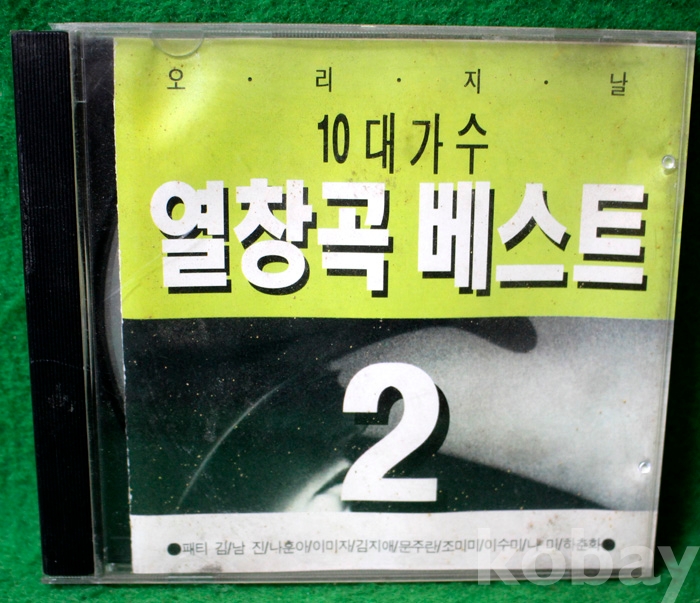 오·리·지·날
10대가수
열창곡 베스트
2
●패티 김/남 진/나훈아/이미자/김지애/문주란/조미미/이수미/나 미/하춘화●
kobay